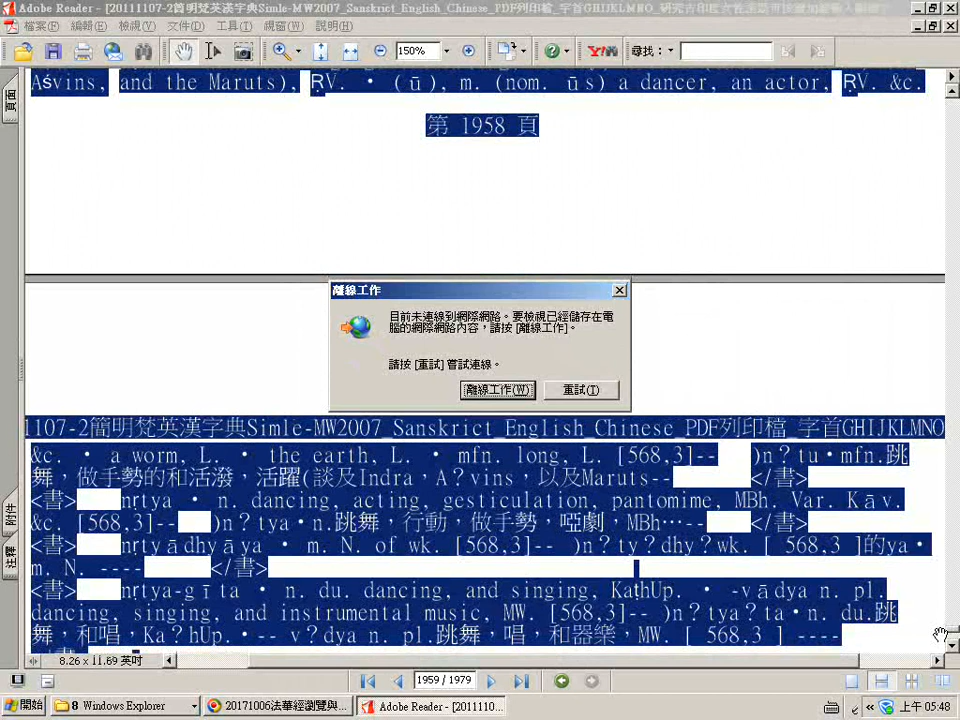 Adobe Reader - [20111107-2簡明梵英漢字典Simle-MW2007_Sanskrict_English_Chinese_PDF列印檔_字首GHIJKLMNO_
檔案(F) 編輯(E) 檢視(V) 文件(D) 工具(T) 視窗(W) 說明(H)
150% 尋找：
頁面
Aśvins, and the Maruts), ṚV. • (ū), m. (nom. ūs) a dancer, an actor, ṚV. &c.
第 1958 頁
離線工作
目前未連線到網際網路。要檢視已經儲存在電
腦的網際網路內容，請按 [離線工作]。
請按 [重試] 嘗試連線。
離線工作(W) 重試(T)
1107-2簡明梵英漢字典Simle-MW2007_Sanskrict_English_Chinese_PDF列印檔_字首GHIJKLMNO
&c. • a worm, L. • the earth, L. • mfn. long, L. [568,3]-- )n？tu•mfn.跳
舞，做手勢的和活潑，活躍(談及Indra，A？vins，以及Maruts-- </書>
<書> nṛtya • n. dancing, acting, gesticulation, pantomime, MBh. Var. Kāv.
&c. [568,3]-- )n？tya•n.跳舞，行動，做手勢，啞劇，MBh…-- </書>
<書> nṛtyādhyāya • m. N. of wk. [568,3]-- )n？ty？dhy？wk. [ 568,3 ]的ya•
m. N. ---- </書>
<書> nṛtya-gīta • n. du. dancing, and singing, KaṭhUp. • -vādya n. pl.
dancing, singing, and instrumental music, MW. [568,3]-- )n？tya？ta•n. du.跳
舞，和唱，Ka？hUp.•-- v？dya n. pl.跳舞，唱，和器樂，MW. [ 568,3 ] ----
附件
注釋
8.26 x 11.69 英吋
1959 / 1979
開始 8 Windows Explorer 20171006法華經瀏覽與... Adobe Reader - [2011110... 上午 05:48